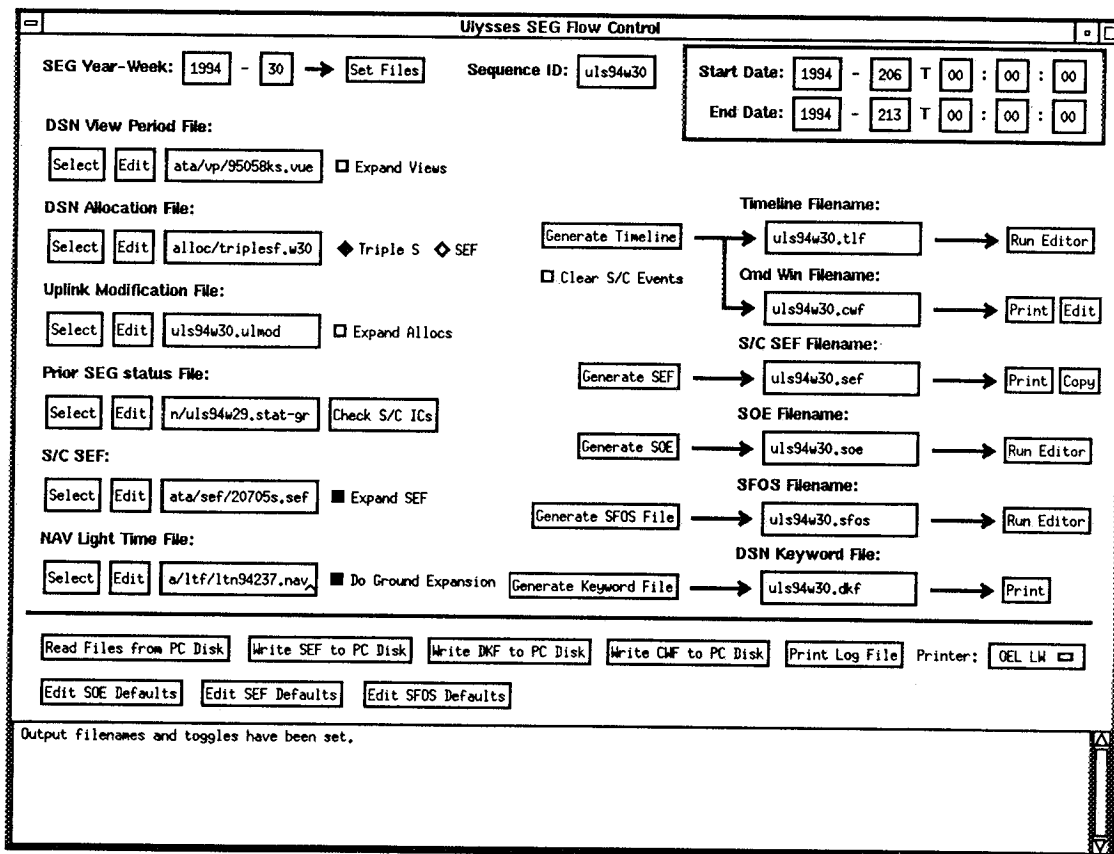 Ulysses SEG Flow Control
SEG Year-Week: 1994 - 30 Set Files Sequence ID: uls94w30
Start Date: 1994 - 206 T 00 : 00 : 00
End Date: 1994 - 213 T 00 : 00 : 00
DSN View Period File:
Select Edit ata/vp/95058ks.vue Expand Views
DSN Allocation File:
Select Edit alloc/triplesf.w30 Triple S SEF
Uplink Modification File:
Select Edit uls94w30.ulmod Expand Allocs
Prior SEG status File:
Select Edit n/uls94w29.stat-gr Check S/C ICs
S/C SEF:
Select Edit ata/sef/20705s.sef Expand SEF
NAV Light Time File:
Select Edit a/ltf/ltn94237.nav Do Ground Expansion
Timeline Filename:
Generate Timeline uls94w30.tlf Run Editor
Clear S/C Events
Cmd Win Filename:
uls94w30.cwf Print Edit
S/C SEF Filename:
Generate SEF uls94w30.sef Print Copy
SOE Filename:
Generate SOE uls94w30.soe Run Editor
SFOS Filename:
Generate SFOS File uls94w30.sfos Run Editor
DSN Keyword File:
Generate Keyword File uls94w30.dkf Print
Read Files from PC Disk Write SEF to PC Disk Write DKF to PC Disk Write CWF to PC Disk Print Log File Printer: OEL LW
Edit SOE Defaults Edit SEF Defaults Edit SFOS Defaults
Output filenames and toggles have been set.